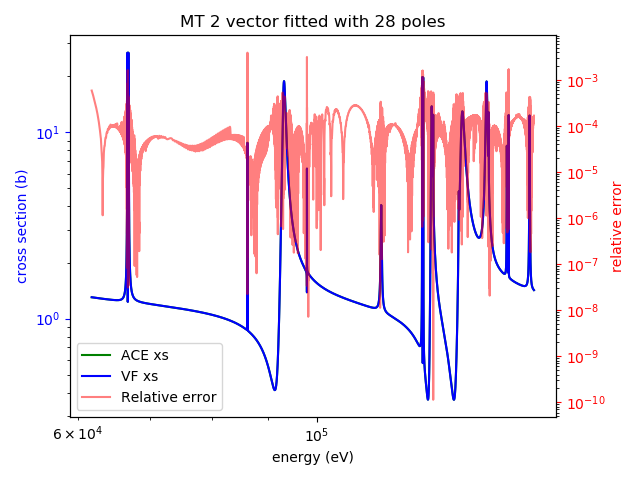 MT 2 vector fitted with 28 poles
cross section (b)
10¹
10⁰
10⁻³
10⁻⁴
10⁻⁵
10⁻⁶
10⁻⁷
10⁻⁸
10⁻⁹
10⁻¹⁰
relative error
ACE xs
VF xs
Relative error
6 × 10⁴
10⁵
energy (eV)